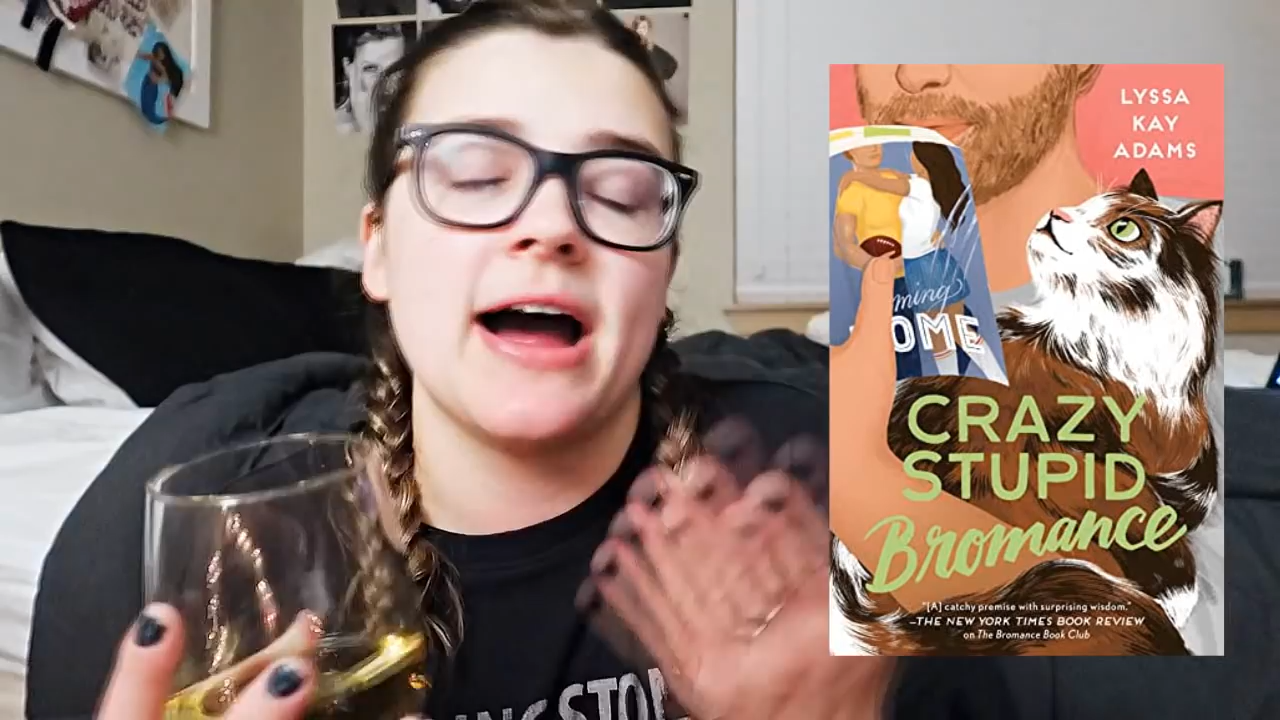 LYSSA
KAY
ADAMS
ming
OME
CRAZY
STUPID
Bromance
"[A] catchy premise with surprising wisdom."
—THE NEW YORK TIMES BOOK REVIEW
on The Bromance Book Club